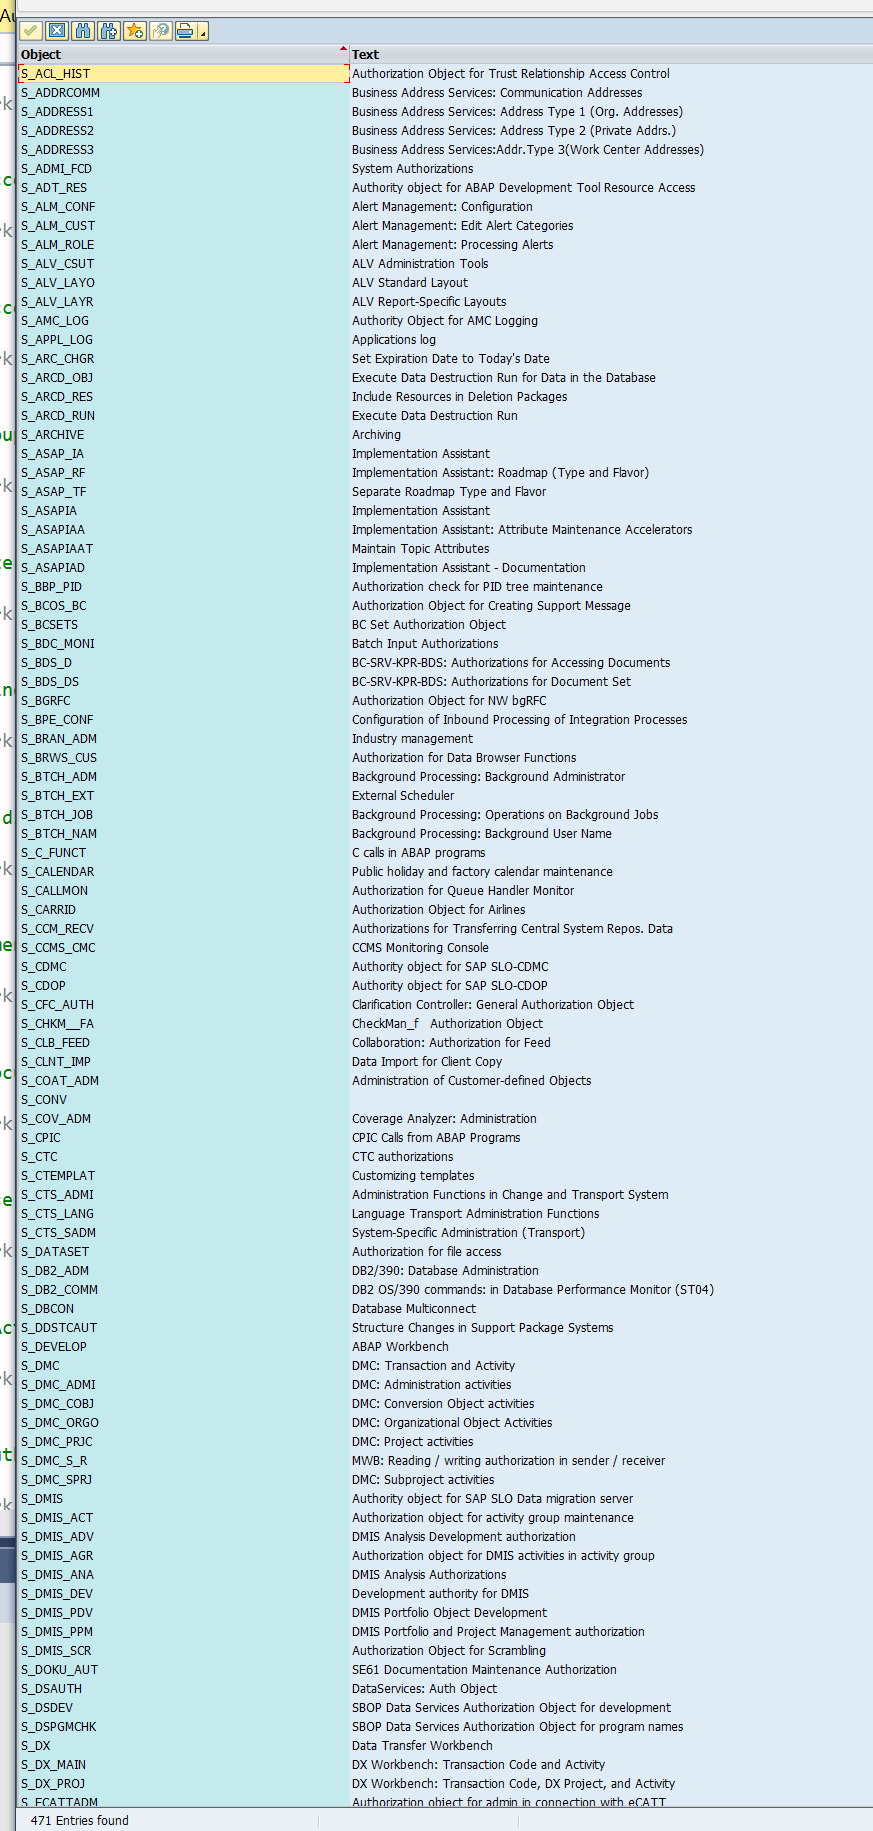 Object Text
S_ACL_HIST Authorization Object for Trust Relationship Access Control
S_ADDRCOMM Business Address Services: Communication Addresses
S_ADDRESS1 Business Address Services: Address Type 1 (Org. Addresses)
S_ADDRESS2 Business Address Services: Address Type 2 (Private Addrs.)
S_ADDRESS3 Business Address Services:Addr.Type 3(Work Center Addresses)
S_ADMI_FCD System Authorizations
S_ADT_RES Authority object for ABAP Development Tool Resource Access
S_ALM_CONF Alert Management: Configuration
S_ALM_CUST Alert Management: Edit Alert Categories
S_ALM_ROLE Alert Management: Processing Alerts
S_ALV_CSUT ALV Administration Tools
S_ALV_LAYO ALV Standard Layout
S_ALV_LAYR ALV Report-Specific Layouts
S_AMC_LOG Authority Object for AMC Logging
S_APPL_LOG Applications log
S_ARC_CHGR Set Expiration Date to Today's Date
S_ARCD_OBJ Execute Data Destruction Run for Data in the Database
S_ARCD_RES Include Resources in Deletion Packages
S_ARCD_RUN Execute Data Destruction Run
S_ARCHIVE Archiving
S_ASAP_IA Implementation Assistant
S_ASAP_RF Implementation Assistant: Roadmap (Type and Flavor)
S_ASAP_TF Separate Roadmap Type and Flavor
S_ASAPIA Implementation Assistant
S_ASAPIAA Implementation Assistant: Attribute Maintenance Accelerators
S_ASAPIAAT Maintain Topic Attributes
S_ASAPIAD Implementation Assistant - Documentation
S_BBP_PID Authorization check for PID tree maintenance
S_BCOS_BC Authorization Object for Creating Support Message
S_BCSETS BC Set Authorization Object
S_BDC_MONI Batch Input Authorizations
S_BDS_D BC-SRV-KPR-BDS: Authorizations for Accessing Documents
S_BDS_DS BC-SRV-KPR-BDS: Authorizations for Document Set
S_BGRFC Authorization Object for NW bgRFC
S_BPE_CONF Configuration of Inbound Processing of Integration Processes
S_BRAN_ADM Industry management
S_BRWS_CUS Authorization for Data Browser Functions
S_BTCH_ADM Background Processing: Background Administrator
S_BTCH_EXT External Scheduler
S_BTCH_JOB Background Processing: Operations on Background Jobs
S_BTCH_NAM Background Processing: Background User Name
S_C_FUNCT C calls in ABAP programs
S_CALENDAR Public holiday and factory calendar maintenance
S_CALLMON Authorization for Queue Handler Monitor
S_CARRID Authorization Object for Airlines
S_CCM_RECV Authorizations for Transferring Central System Repos. Data
S_CCMS_CMC CCMS Monitoring Console
S_CDMC Authority object for SAP SLO-CDMC
S_CDOP Authority object for SAP SLO-CDOP
S_CFC_AUTH Clarification Controller: General Authorization Object
S_CHKM__FA CheckMan_f Authorization Object
S_CLB_FEED Collaboration: Authorization for Feed
S_CLNT_IMP Data Import for Client Copy
S_COAT_ADM Administration of Customer-defined Objects
S_CONV
S_COV_ADM Coverage Analyzer: Administration
S_CPIC CPIC Calls from ABAP Programs
S_CTC CTC authorizations
S_CTEMPLAT Customizing templates
S_CTS_ADMI Administration Functions in Change and Transport System
S_CTS_LANG Language Transport Administration Functions
S_CTS_SADM System-Specific Administration (Transport)
S_DATASET Authorization for file access
S_DB2_ADM DB2/390: Database Administration
S_DB2_COMM DB2 OS/390 commands: in Database Performance Monitor (ST04)
S_DBCON Database Multiconnect
S_DDSTCAUT Structure Changes in Support Package Systems
S_DEVELOP ABAP Workbench
S_DMC DMC: Transaction and Activity
S_DMC_ADMI DMC: Administration activities
S_DMC_COBJ DMC: Conversion Object activities
S_DMC_ORGO DMC: Organizational Object Activities
S_DMC_PRJC DMC: Project activities
S_DMC_S_R MWB: Reading / writing authorization in sender / receiver
S_DMC_SPRJ DMC: Subproject activities
S_DMIS Authority object for SAP SLO Data migration server
S_DMIS_ACT Authorization object for activity group maintenance
S_DMIS_ADV DMIS Analysis Development authorization
S_DMIS_AGR Authorization object for DMIS activities in activity group
S_DMIS_ANA DMIS Analysis Authorizations
S_DMIS_DEV Development authority for DMIS
S_DMIS_PDV DMIS Portfolio Object Development
S_DMIS_PPM DMIS Portfolio and Project Management authorization
S_DMIS_SCR Authorization Object for Scrambling
S_DOKU_AUT SE61 Documentation Maintenance Authorization
S_DSAUTH DataServices: Auth Object
S_DSDEV SBOP Data Services Authorization Object for development
S_DSPGMCHK SBOP Data Services Authorization Object for program names
S_DX Data Transfer Workbench
S_DX_MAIN DX Workbench: Transaction Code and Activity
S_DX_PROJ DX Workbench: Transaction Code, DX Project, and Activity
S_ECATTADM Authorization object for admin in connection with eCATT
471 Entries found